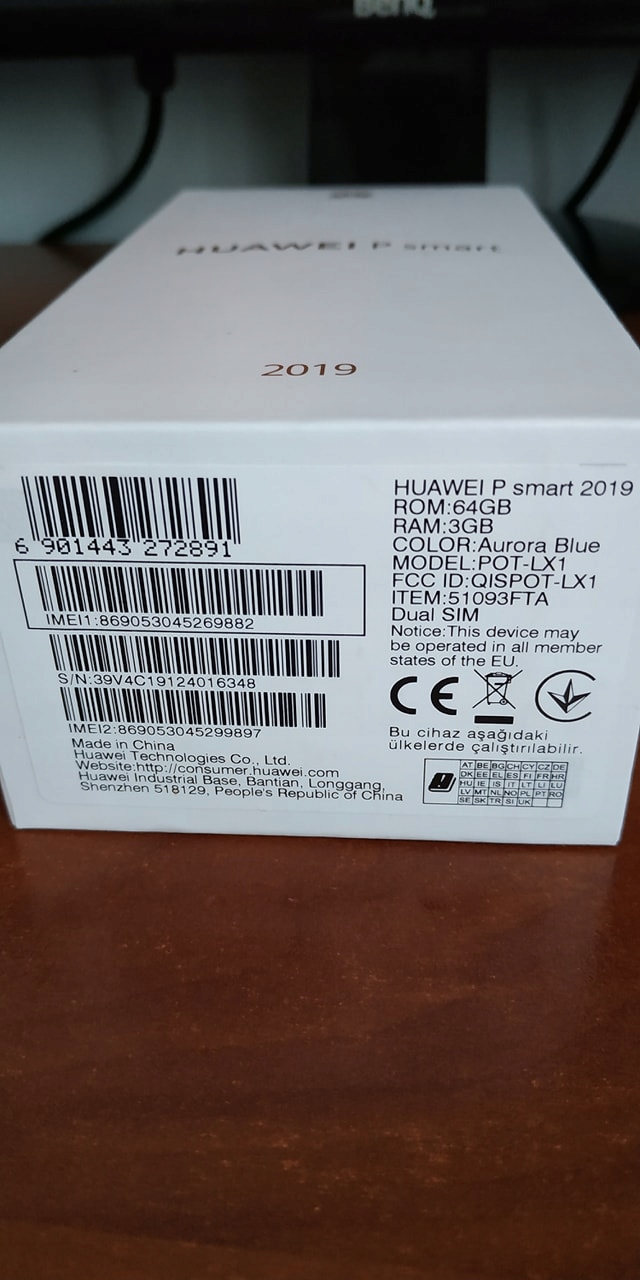 BenQ
HUAWEI P smart
2019
6 901443 272891
IMEI1:869053045269882
S/N:39V4C19124016348
IMEI2:869053045299897
Made in China
Huawei Technologies Co., Ltd.
Website:http://consumer.huawei.com
Huawei Industrial Base, Bantian, Longgang,
Shenzhen 518129, People's Republic of China
HUAWEI P smart 2019
ROM:64GB
RAM:3GB
COLOR:Aurora Blue
MODEL:POT-LX1
FCC ID:QISPOT-LX1
ITEM:51093FTA
Dual SIM
Notice:This device may
be operated in all member
states of the EU.
CE
Bu cihaz aşağıdaki
ülkelerde çalıştırılabilir.
AT BE BG CH CY CZ DE
DK EE EL ES FI FR HR
HU IE IS IT LT LI LU
LV MT NL NO PL PT RO
SE SK TR SI UK